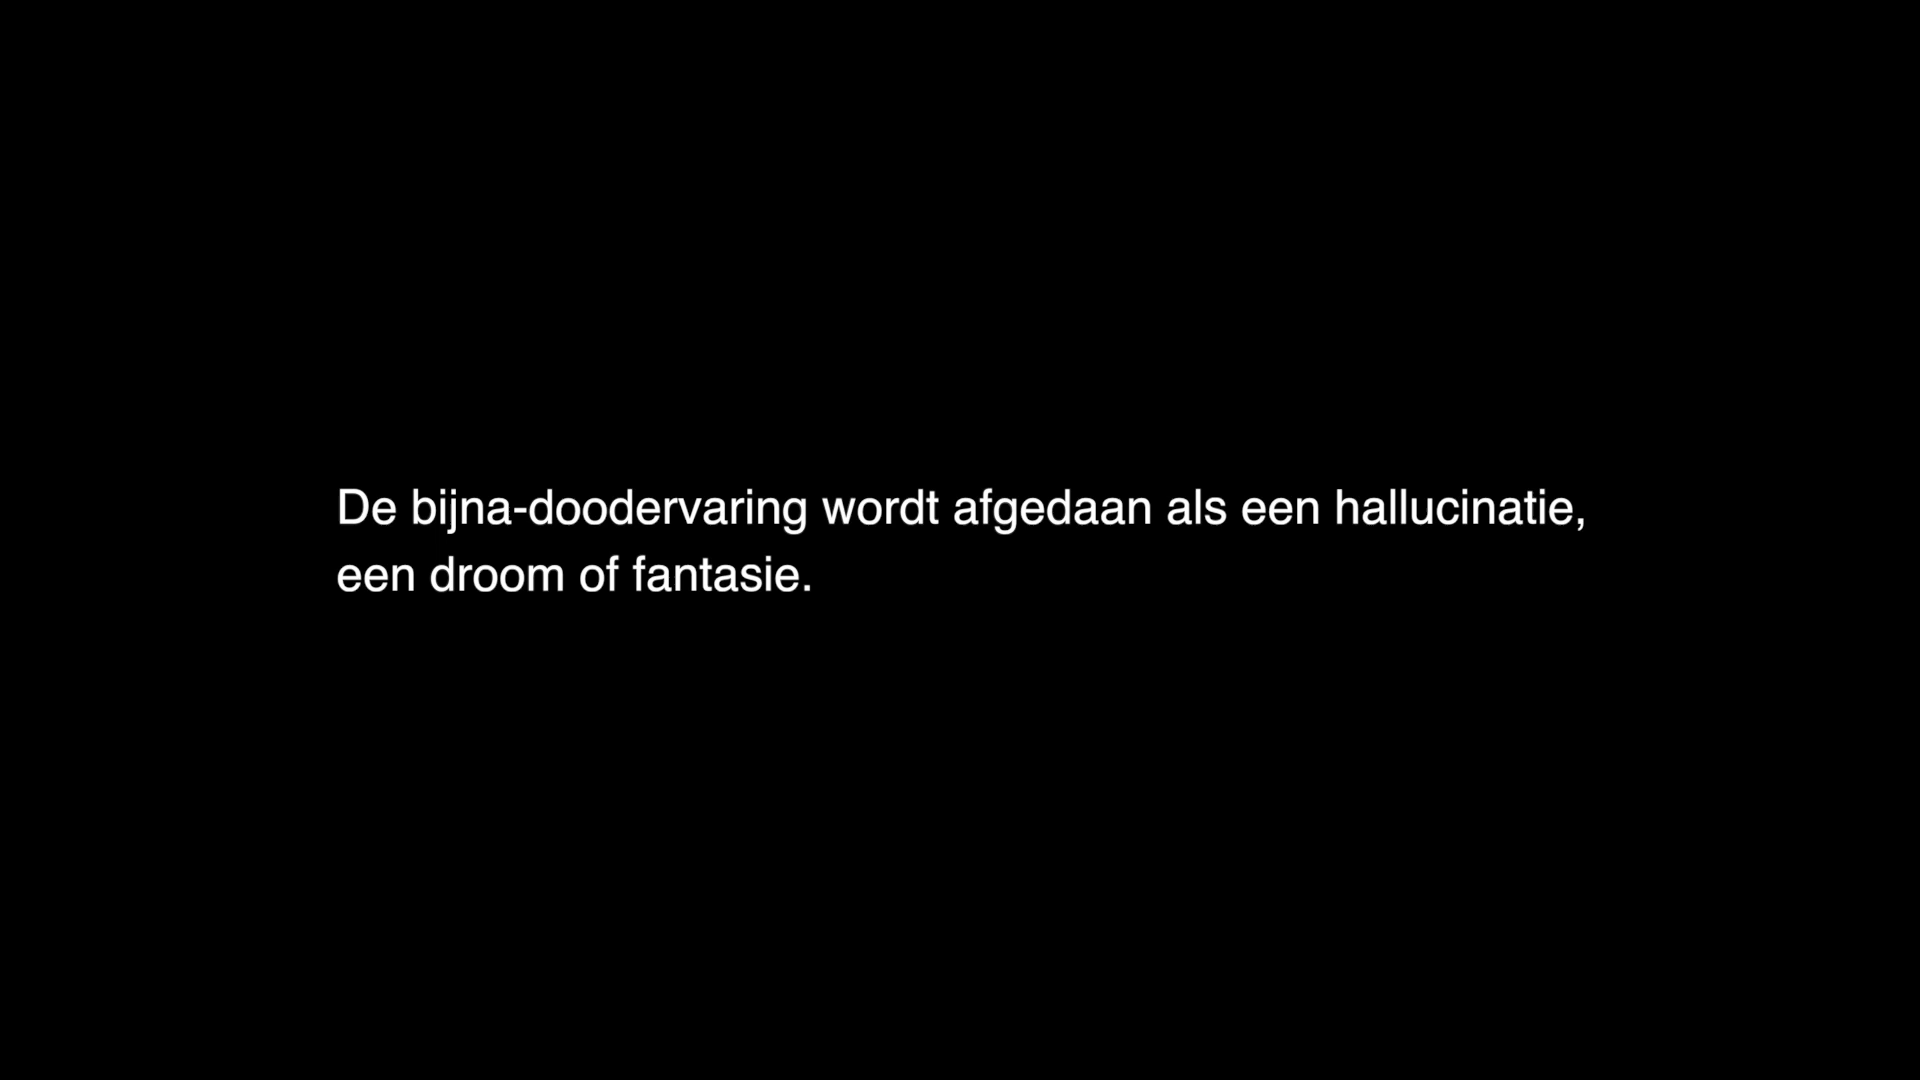 De bijna-doodervaring wordt afgedaan als een hallucinatie,
een droom of fantasie.